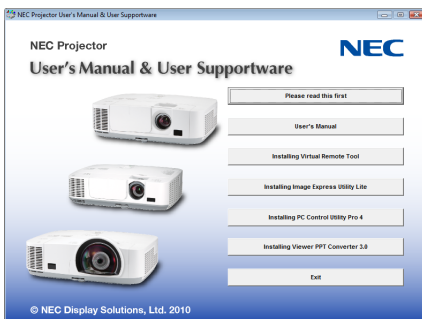 NEC Projector User's Manual & User Supportware
NEC Projector
NEC
User's Manual & User Supportware
Please read this first
User's Manual
Installing Virtual Remote Tool
Installing Image Express Utility Lite
Installing PC Control Utility Pro 4
Installing Viewer PPT Converter 3.0
Exit
© NEC Display Solutions, Ltd. 2010